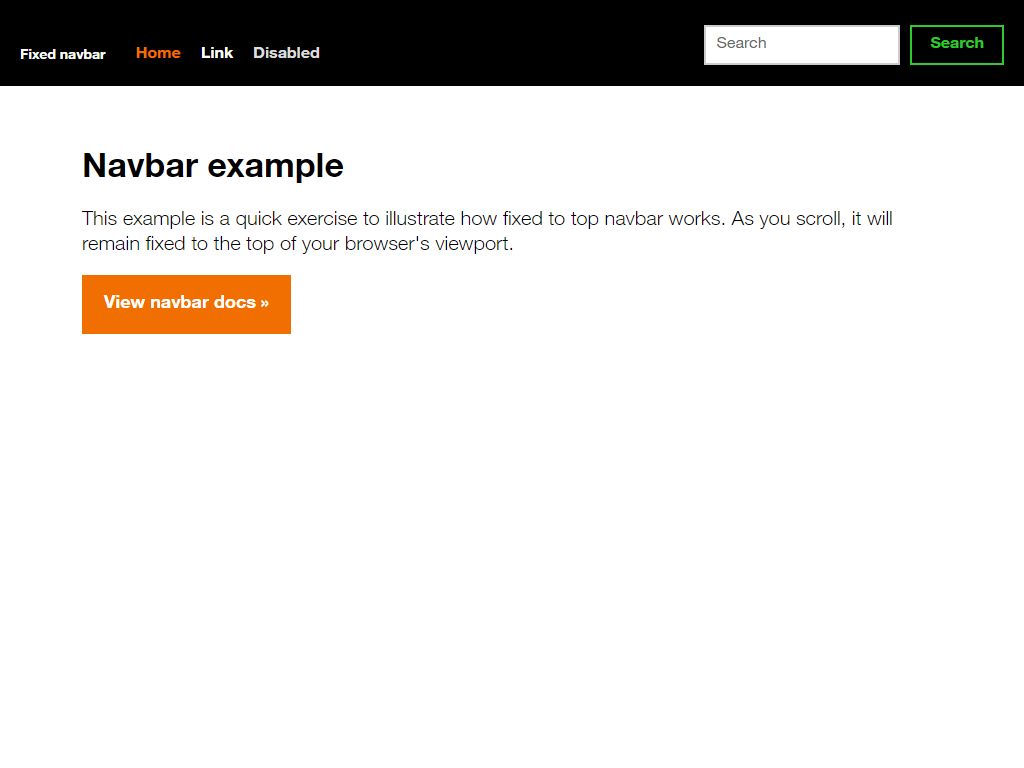 Fixed navbar Home Link Disabled Search Search
Navbar example
This example is a quick exercise to illustrate how fixed to top navbar works. As you scroll, it will
remain fixed to the top of your browser's viewport.
View navbar docs »